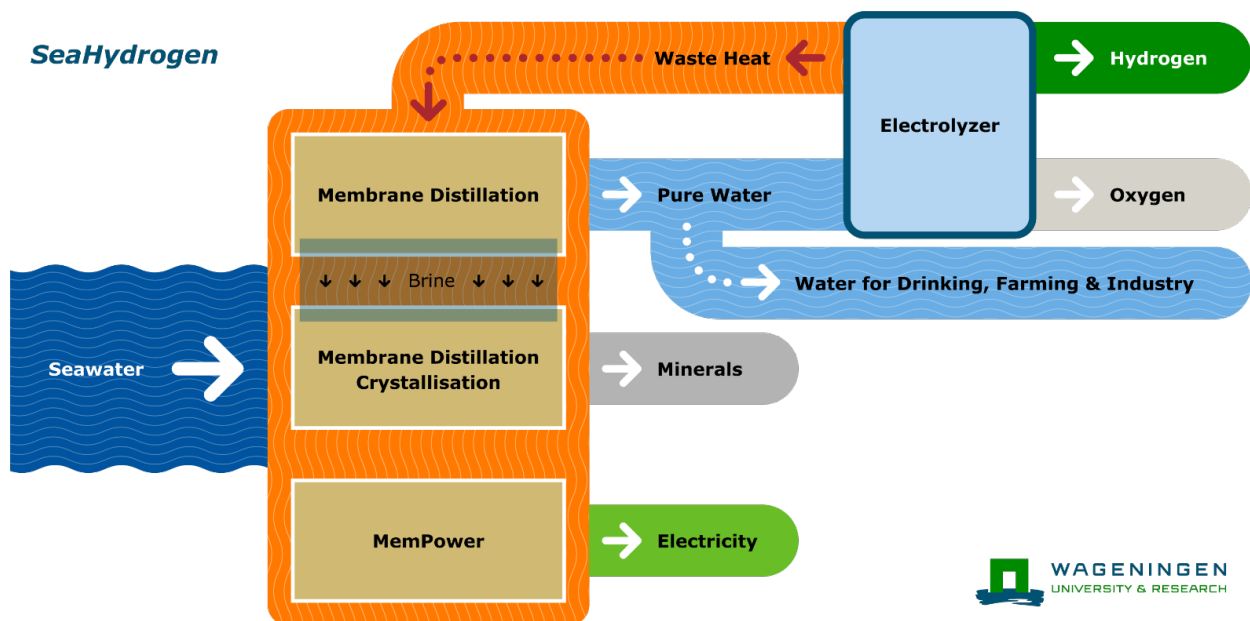 SeaHydrogen
Waste Heat
Hydrogen
Electrolyzer
Membrane Distillation
Pure Water
Oxygen
Brine
Water for Drinking, Farming & Industry
Seawater
Membrane Distillation
Crystallisation
Minerals
MemPower
Electricity
WAGENINGEN
UNIVERSITY & RESEARCH